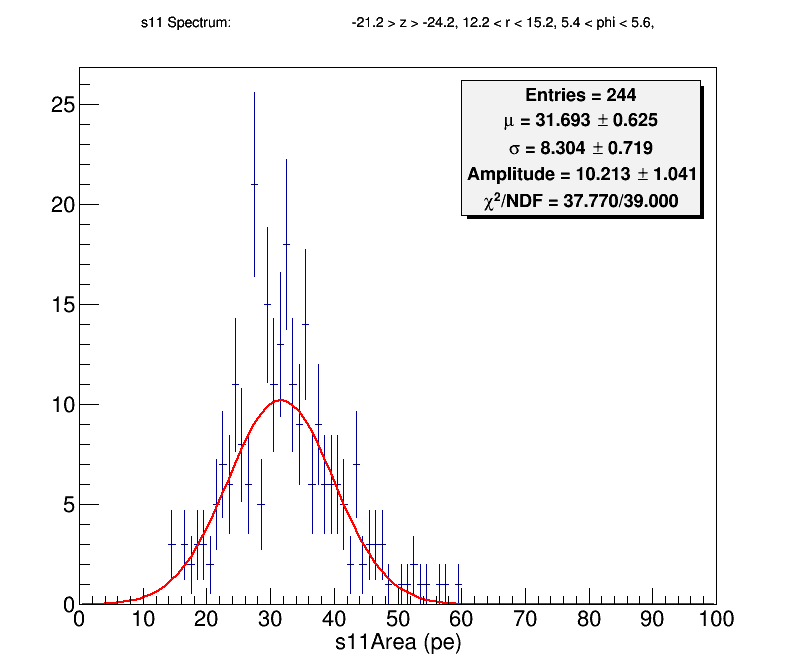 s11 Spectrum: -21.2 > z > -24.2, 12.2 < r < 15.2, 5.4 < phi < 5.6,
Entries = 244
μ = 31.693 ± 0.625
σ = 8.304 ± 0.719
Amplitude = 10.213 ± 1.041
χ²/NDF = 37.770/39.000
25
20
15
10
5
0
0 10 20 30 40 50 60 70 80 90 100
s11Area (pe)